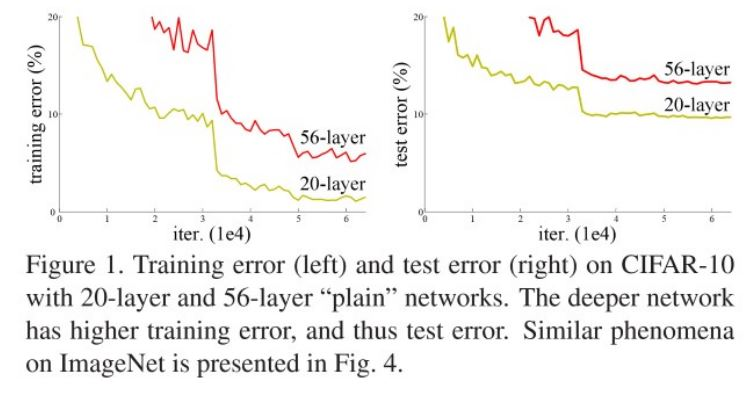 20
10
0
training error (%)
0 1 2 3 4 5 6
iter. (1e4)
56-layer
20-layer
20
10
0
test error (%)
0 1 2 3 4 5 6
iter. (1e4)
56-layer
20-layer
Figure 1. Training error (left) and test error (right) on CIFAR-10
with 20-layer and 56-layer “plain” networks. The deeper network
has higher training error, and thus test error. Similar phenomena
on ImageNet is presented in Fig. 4.